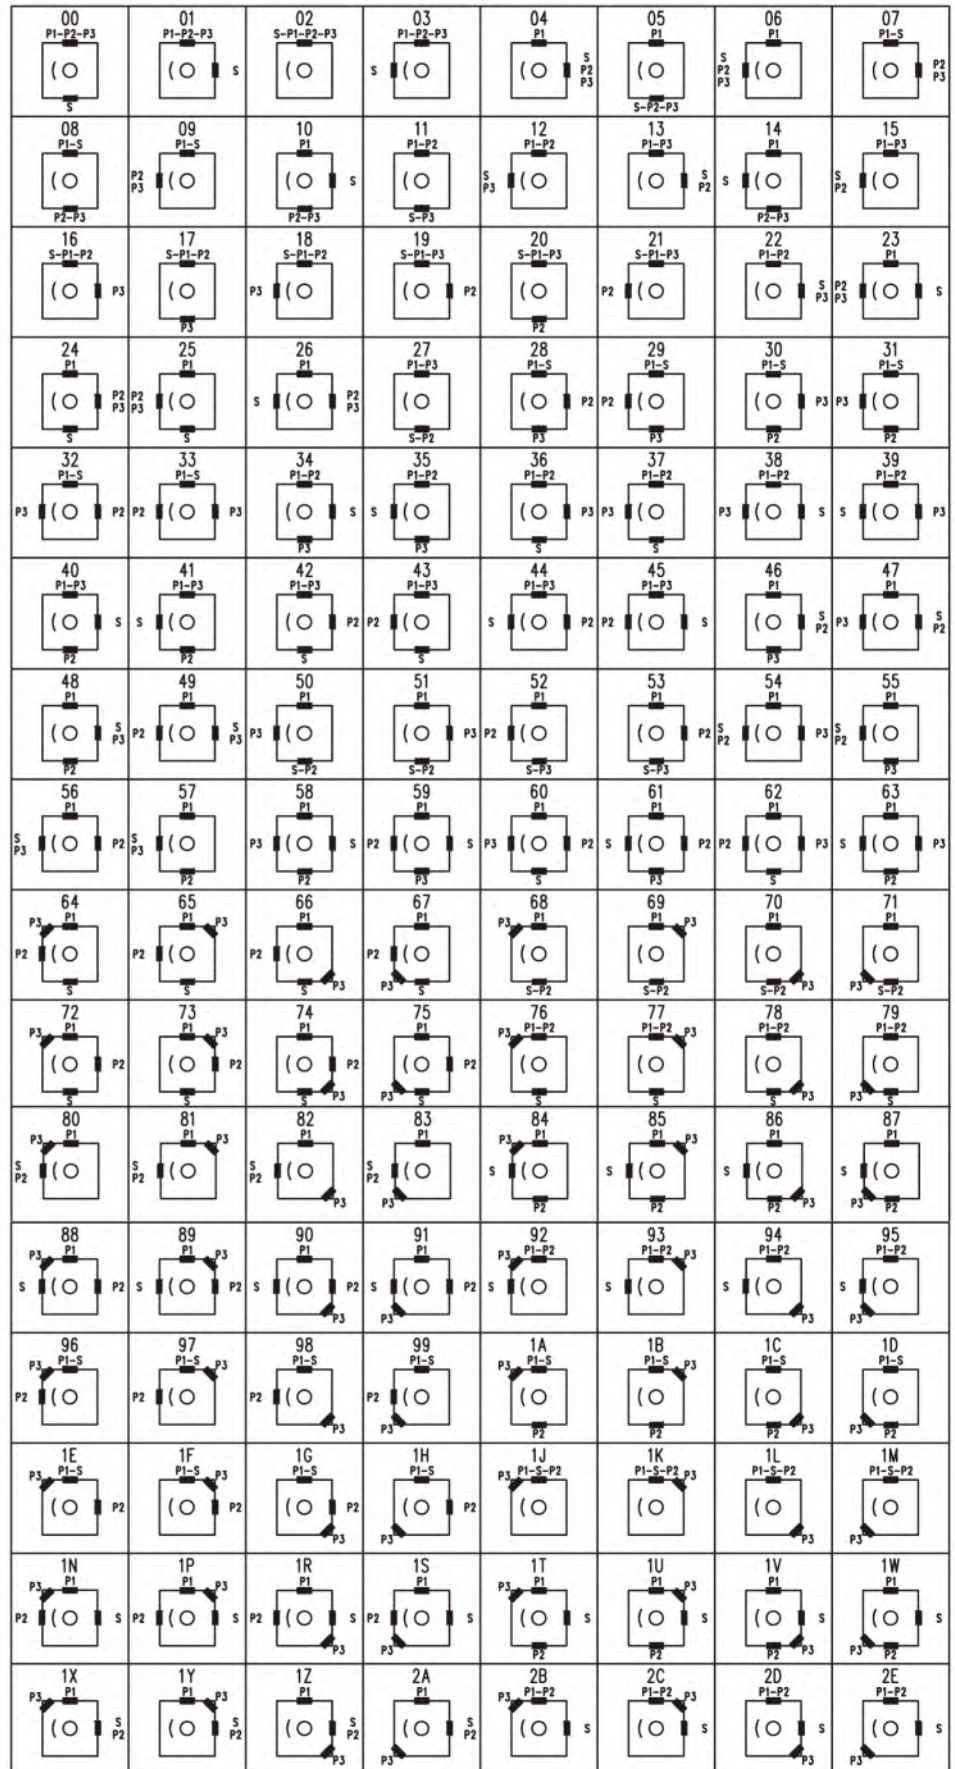 00 01 02 03 04 05 06 07
P1-P2-P3 P1-P2-P3 S-P1-P2-P3 P1-P2-P3 P1 P1 P1 P1-S
S S
S P2 P3
S P2 P3
P2 P3
S S-P2-P3
08 09 10 11 12 13 14 15
P1-S P1-S P1 P1-P2 P1-P2 P1-P3 P1 P1-P3
P2 P3
S
S P3
S P2
S
S P2
P2-P3 P2-P3 S-P3 P2-P3
16 17 18 19 20 21 22 23
S-P1-P2 S-P1-P2 S-P1-P2 S-P1-P3 S-P1-P3 S-P1-P3 P1-P2 P1
P3 P3 P2 P2
S P3
P2 P3
S
P3 P2
24 25 26 27 28 29 30 31
P1 P1 P1 P1-P3 P1-S P1-S P1-S P1-S
P2 P3
P2 P3
S
P2 P3
P2 P2 P3 P3
S S S-P2 P3 P3 P2 P2
32 33 34 35 36 37 38 39
P1-S P1-S P1-P2 P1-P2 P1-P2 P1-P2 P1-P2 P1-P2
P3 P2 P2 P3 S S P3 P3 P3 S S P3
P3 P3 S S
40 41 42 43 44 45 46 47
P1-P3 P1-P3 P1-P3 P1-P3 P1-P3 P1-P3 P1 P1
S S P2 P2 S P2 P2 S
S P2
P3
S P2
P2 P2 S S P3
48 49 50 51 52 53 54 55
P1 P1 P1 P1 P1 P1 P1 P1
S P3
P2
S P3
P3 P3 P2 P2
S P2
P3
S P2
P2 S-P2 S-P2 S-P3 S-P3 P3
56 57 58 59 60 61 62 63
P1 P1 P1 P1 P1 P1 P1 P1
S P3
P2
S P3
P3 S P2 S P3 P2 S P2 P2 P3 S P3
P2 P2 P3 S P3 S P2
64 65 66 67 68 69 70 71
P3 P1 P1 P3 P1 P1 P3 P1 P1 P3 P1 P1
P2 P2 P2 P2
S S S P3 P3 S S-P2 S-P2 S-P2 P3 P3 S-P2
72 73 74 75 76 77 78 79
P3 P1 P1 P3 P1 P1 P3 P1-P2 P1-P2 P3 P1-P2 P1-P2
P2 P2 P2 P2
S S S P3 P3 S S S S P3 P3 S
80 81 82 83 84 85 86 87
P3 P1 P1 P3 P1 P1 P3 P1 P1 P3 P1 P1
S P2
S P2
S P2
S P2
S S S S
P3 P3 P2 P2 P2 P3 P3 P2
88 89 90 91 92 93 94 95
P3 P1 P1 P3 P1 P1 P3 P1-P2 P1-P2 P3 P1-P2 P1-P2
S P2 S P2 S P2 S P2 S S S S
P3 P3 P3 P3
96 97 98 99 1A 1B 1C 1D
P3 P1-S P1-S P3 P1-S P1-S P3 P1-S P1-S P3 P1-S P1-S
P2 P2 P2 P2
P3 P3 P2 P2 P2 P3 P3 P2
1E 1F 1G 1H 1J 1K 1L 1M
P3 P1-S P1-S P3 P1-S P1-S P3 P1-S-P2 P1-S-P2 P3 P1-S-P2 P1-S-P2
P2 P2 P2 P2
P3 P3 P3 P3
1N 1P 1R 1S 1T 1U 1V 1W
P3 P1 P1 P3 P1 P1 P3 P1 P1 P3 P1 P1
P2 S P2 S P2 S P2 S S S S S
P3 P3 P2 P2 P2 P3 P3 P2
1X 1Y 1Z 2A 2B 2C 2D 2E
P3 P1 P1 P3 P1 P1 P3 P1-P2 P1-P2 P3 P1-P2 P1-P2
S P2
S P2
S P2
S P2
S S S S
P3 P3 P3 P3